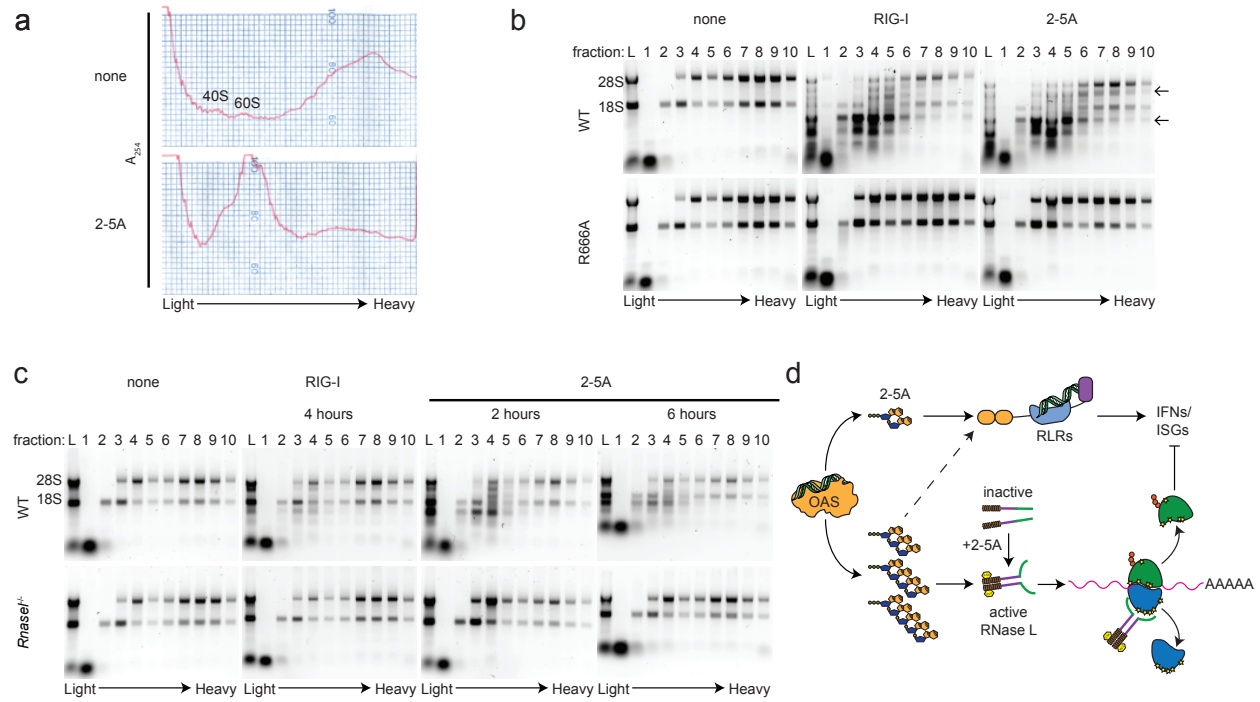 a
none
40S
60S
100
80
60
A254
2-5A
100
80
60
Light
Heavy
b
none
RIG-I
2-5A
fraction: L 1 2 3 4 5 6 7 8 9 10 L 1 2 3 4 5 6 7 8 9 10 L 1 2 3 4 5 6 7 8 9 10
28S
18S
WT
R666A
Light Heavy Light Heavy Light Heavy
c
none
RIG-I
2-5A
4 hours
2 hours
6 hours
fraction: L 1 2 3 4 5 6 7 8 9 10 L 1 2 3 4 5 6 7 8 9 10 L 1 2 3 4 5 6 7 8 9 10 L 1 2 3 4 5 6 7 8 9 10
28S
18S
WT
Rnasel-/-
Light Heavy Light Heavy Light Heavy Light Heavy
d
2-5A
RLRs
IFNs/
ISGs
OAS
inactive
+2-5A
active
RNase L
AAAAA